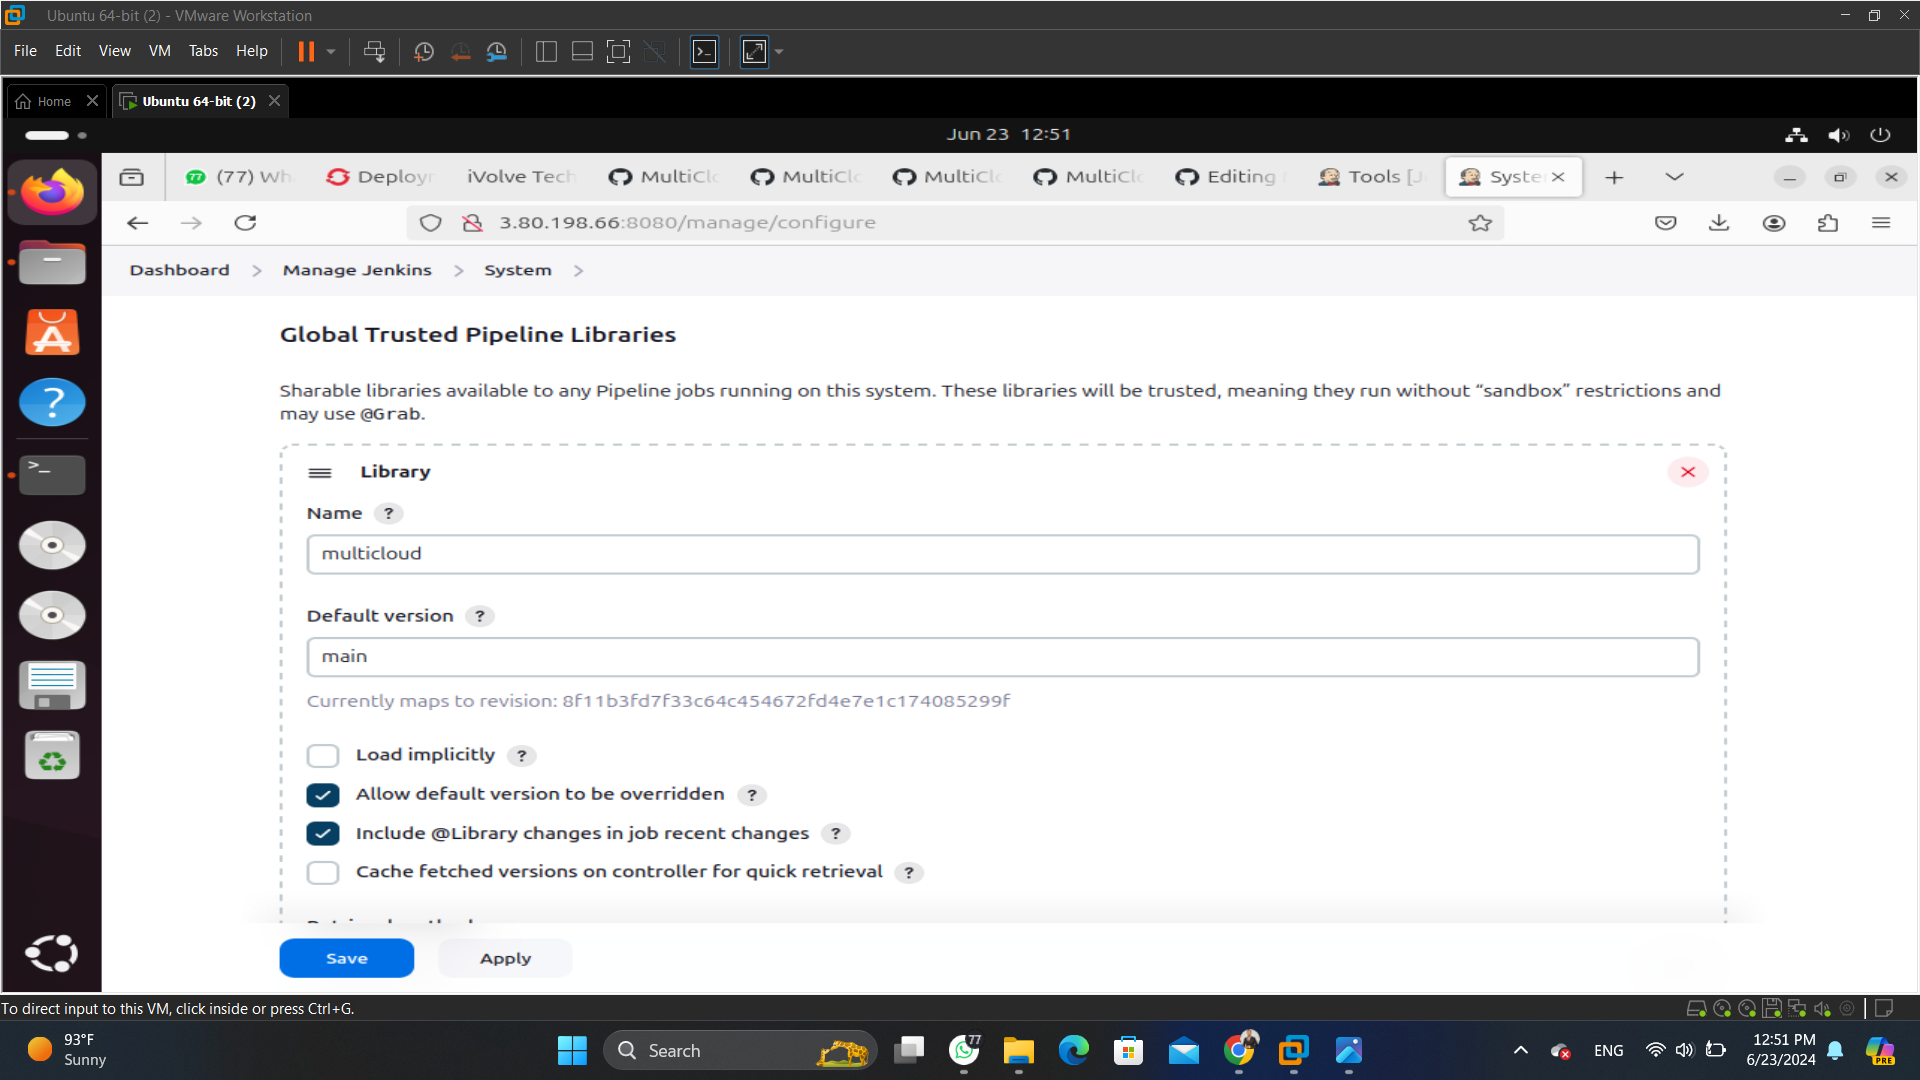 Ubuntu 64-bit (2) - VMware Workstation
File Edit View VM Tabs Help
Home Ubuntu 64-bit (2)
Jun 23 12:51
(77) Wh Deployn iVolve Tech MultiClo MultiClo MultiClo MultiClo Editing Tools [J Syste
3.80.198.66:8080/manage/configure
Dashboard > Manage Jenkins > System >
Global Trusted Pipeline Libraries
Sharable libraries available to any Pipeline jobs running on this system. These libraries will be trusted, meaning they run without “sandbox” restrictions and
may use @Grab.
Library
Name ?
multicloud
Default version ?
main
Currently maps to revision: 8f11b3fd7f33c64c454672fd4e7e1c174085299f
Load implicitly ?
Allow default version to be overridden ?
Include @Library changes in job recent changes ?
Cache fetched versions on controller for quick retrieval ?
Save Apply
To direct input to this VM, click inside or press Ctrl+G.
93°F
Sunny
Search
77
ENG
12:51 PM
6/23/2024
PRE